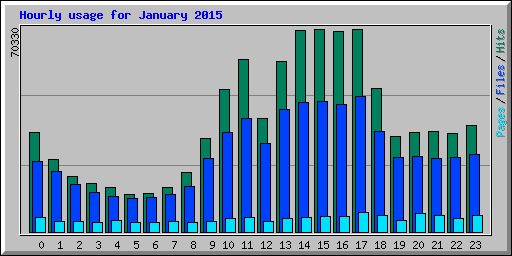 Hourly usage for January 2015
70330
Pages / Files / Hits
0 1 2 3 4 5 6 7 8 9 10 11 12 13 14 15 16 17 18 19 20 21 22 23